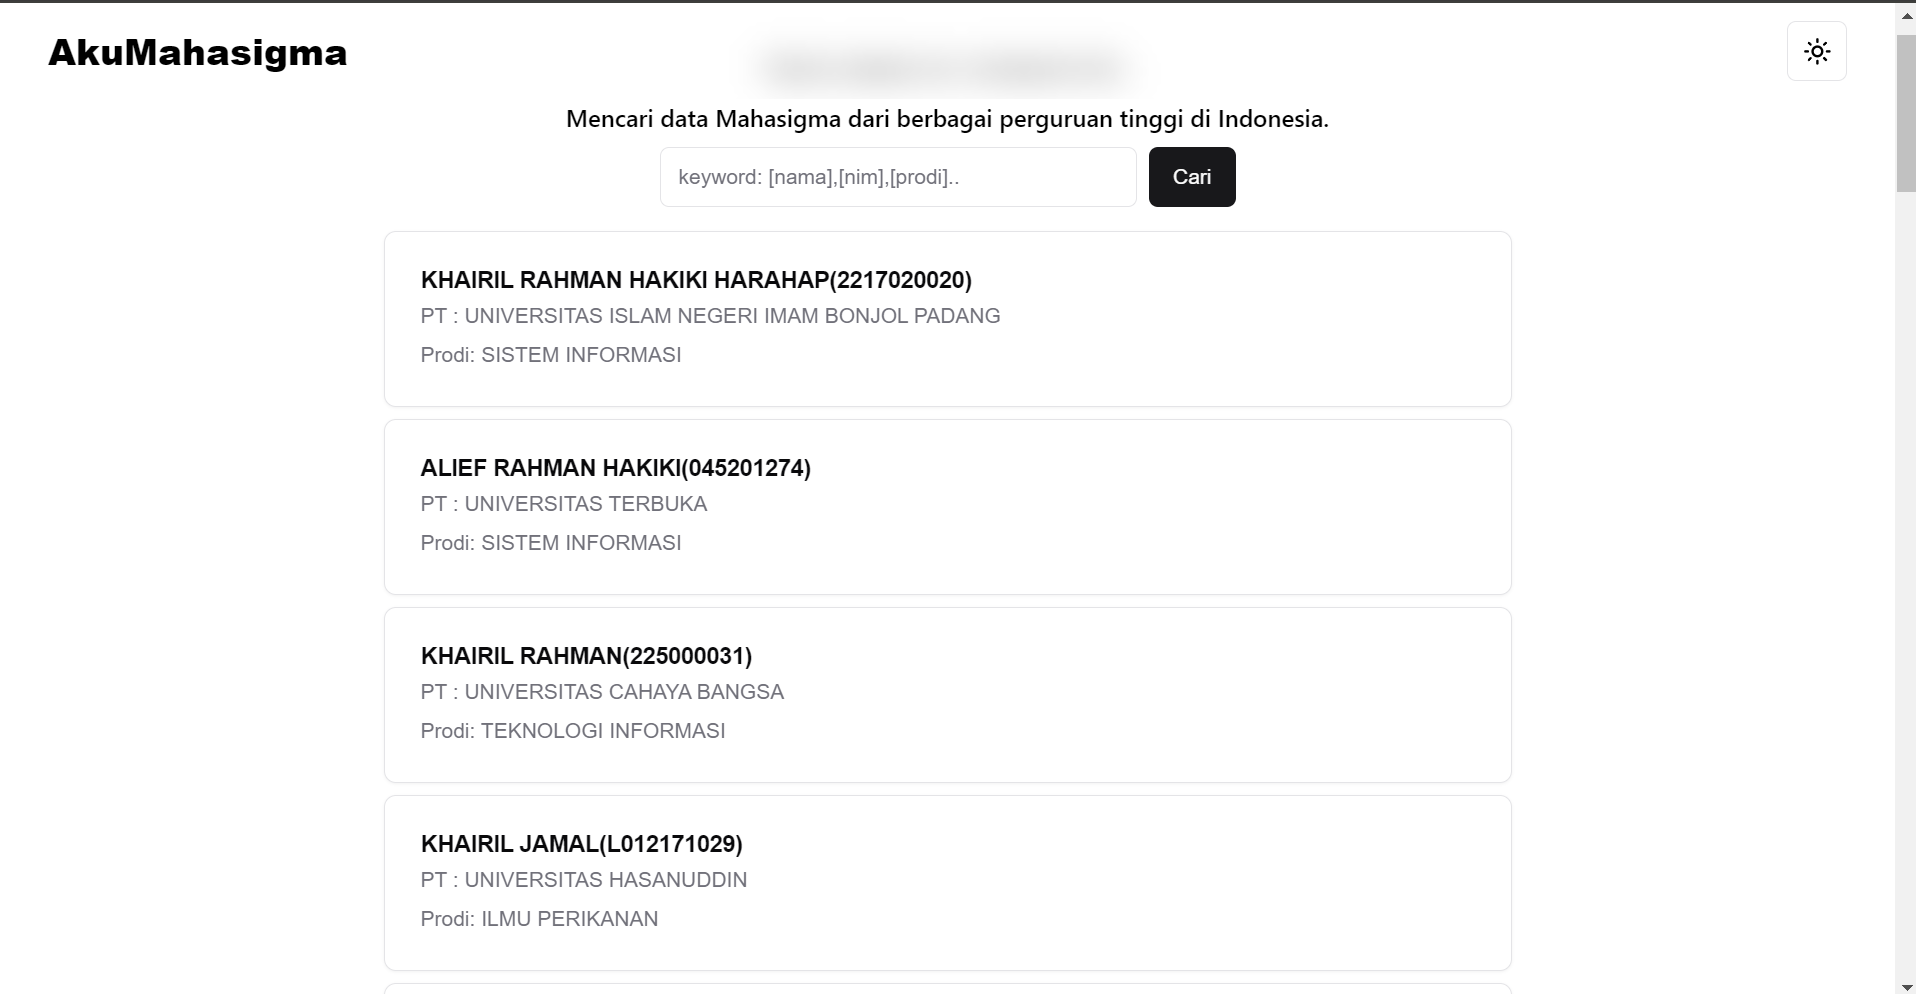 AkuMahasigma
Mencari data Mahasigma dari berbagai perguruan tinggi di Indonesia.
keyword: [nama],[nim],[prodi]..
Cari
KHAIRIL RAHMAN HAKIKI HARAHAP(2217020020)
PT : UNIVERSITAS ISLAM NEGERI IMAM BONJOL PADANG
Prodi: SISTEM INFORMASI
ALIEF RAHMAN HAKIKI(045201274)
PT : UNIVERSITAS TERBUKA
Prodi: SISTEM INFORMASI
KHAIRIL RAHMAN(225000031)
PT : UNIVERSITAS CAHAYA BANGSA
Prodi: TEKNOLOGI INFORMASI
KHAIRIL JAMAL(L012171029)
PT : UNIVERSITAS HASANUDDIN
Prodi: ILMU PERIKANAN